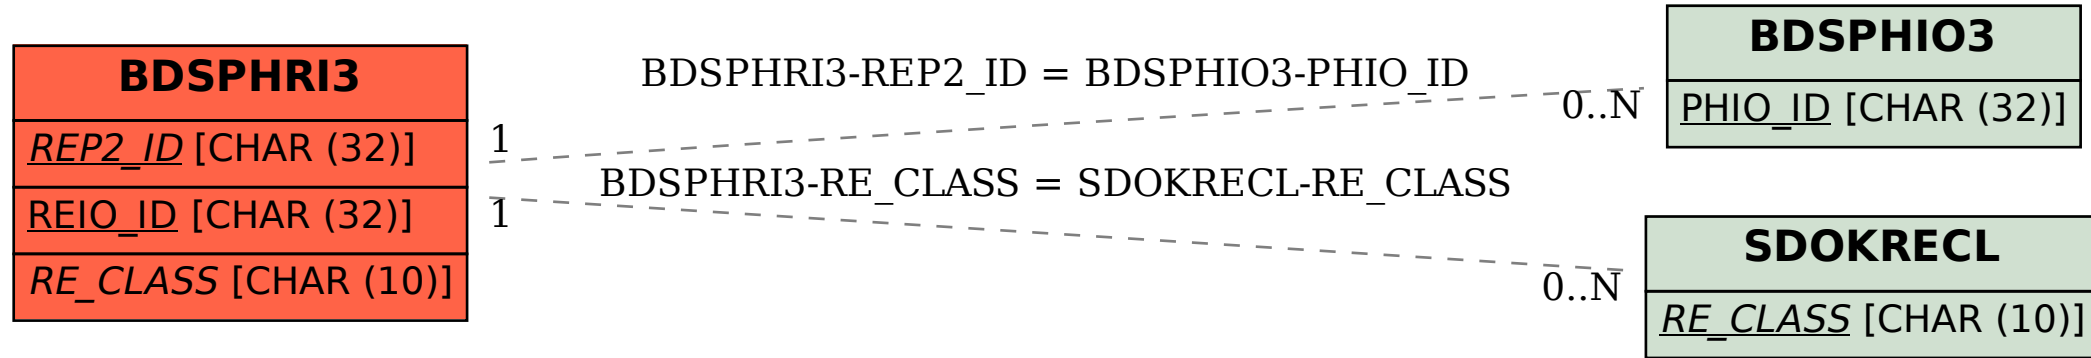 BDSPHRI3
REP2_ID [CHAR (32)]
REIO_ID [CHAR (32)]
RE_CLASS [CHAR (10)]
BDSPHRI3-REP2_ID = BDSPHIO3-PHIO_ID
1
0..N
BDSPHRI3-RE_CLASS = SDOKRECL-RE_CLASS
1
0..N
BDSPHIO3
PHIO_ID [CHAR (32)]
SDOKRECL
RE_CLASS [CHAR (10)]